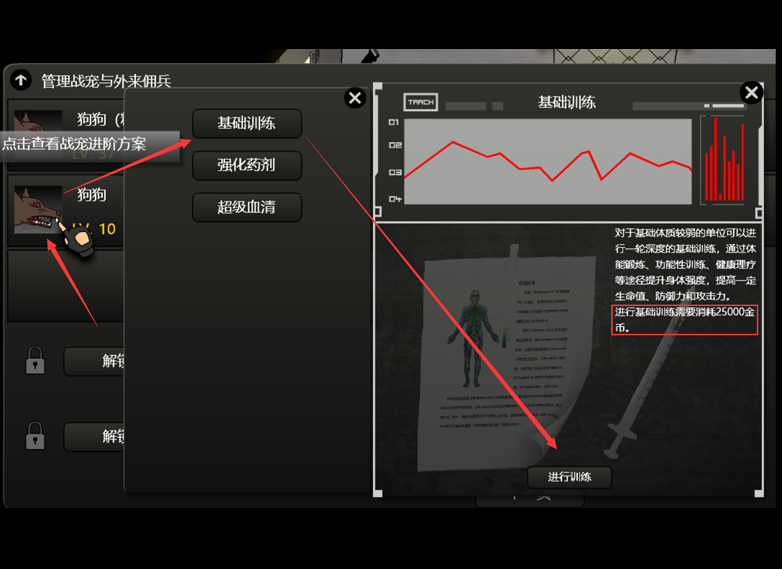 管理战宠与外来佣兵
狗狗
点击查看战宠进阶方案
狗狗
LV. 10
解锁
解锁
基础训练
强化药剂
超级血清
TRACH
基础训练
01
02
03
04
对于基础体质较弱的单位可以进
行一轮深度的基础训练，通过体
能锻炼、功能性训练、健康理疗
等途径提升身体强度，提高一定
生命值、防御力和攻击力。
进行基础训练需要消耗25000金
币。
进行训练